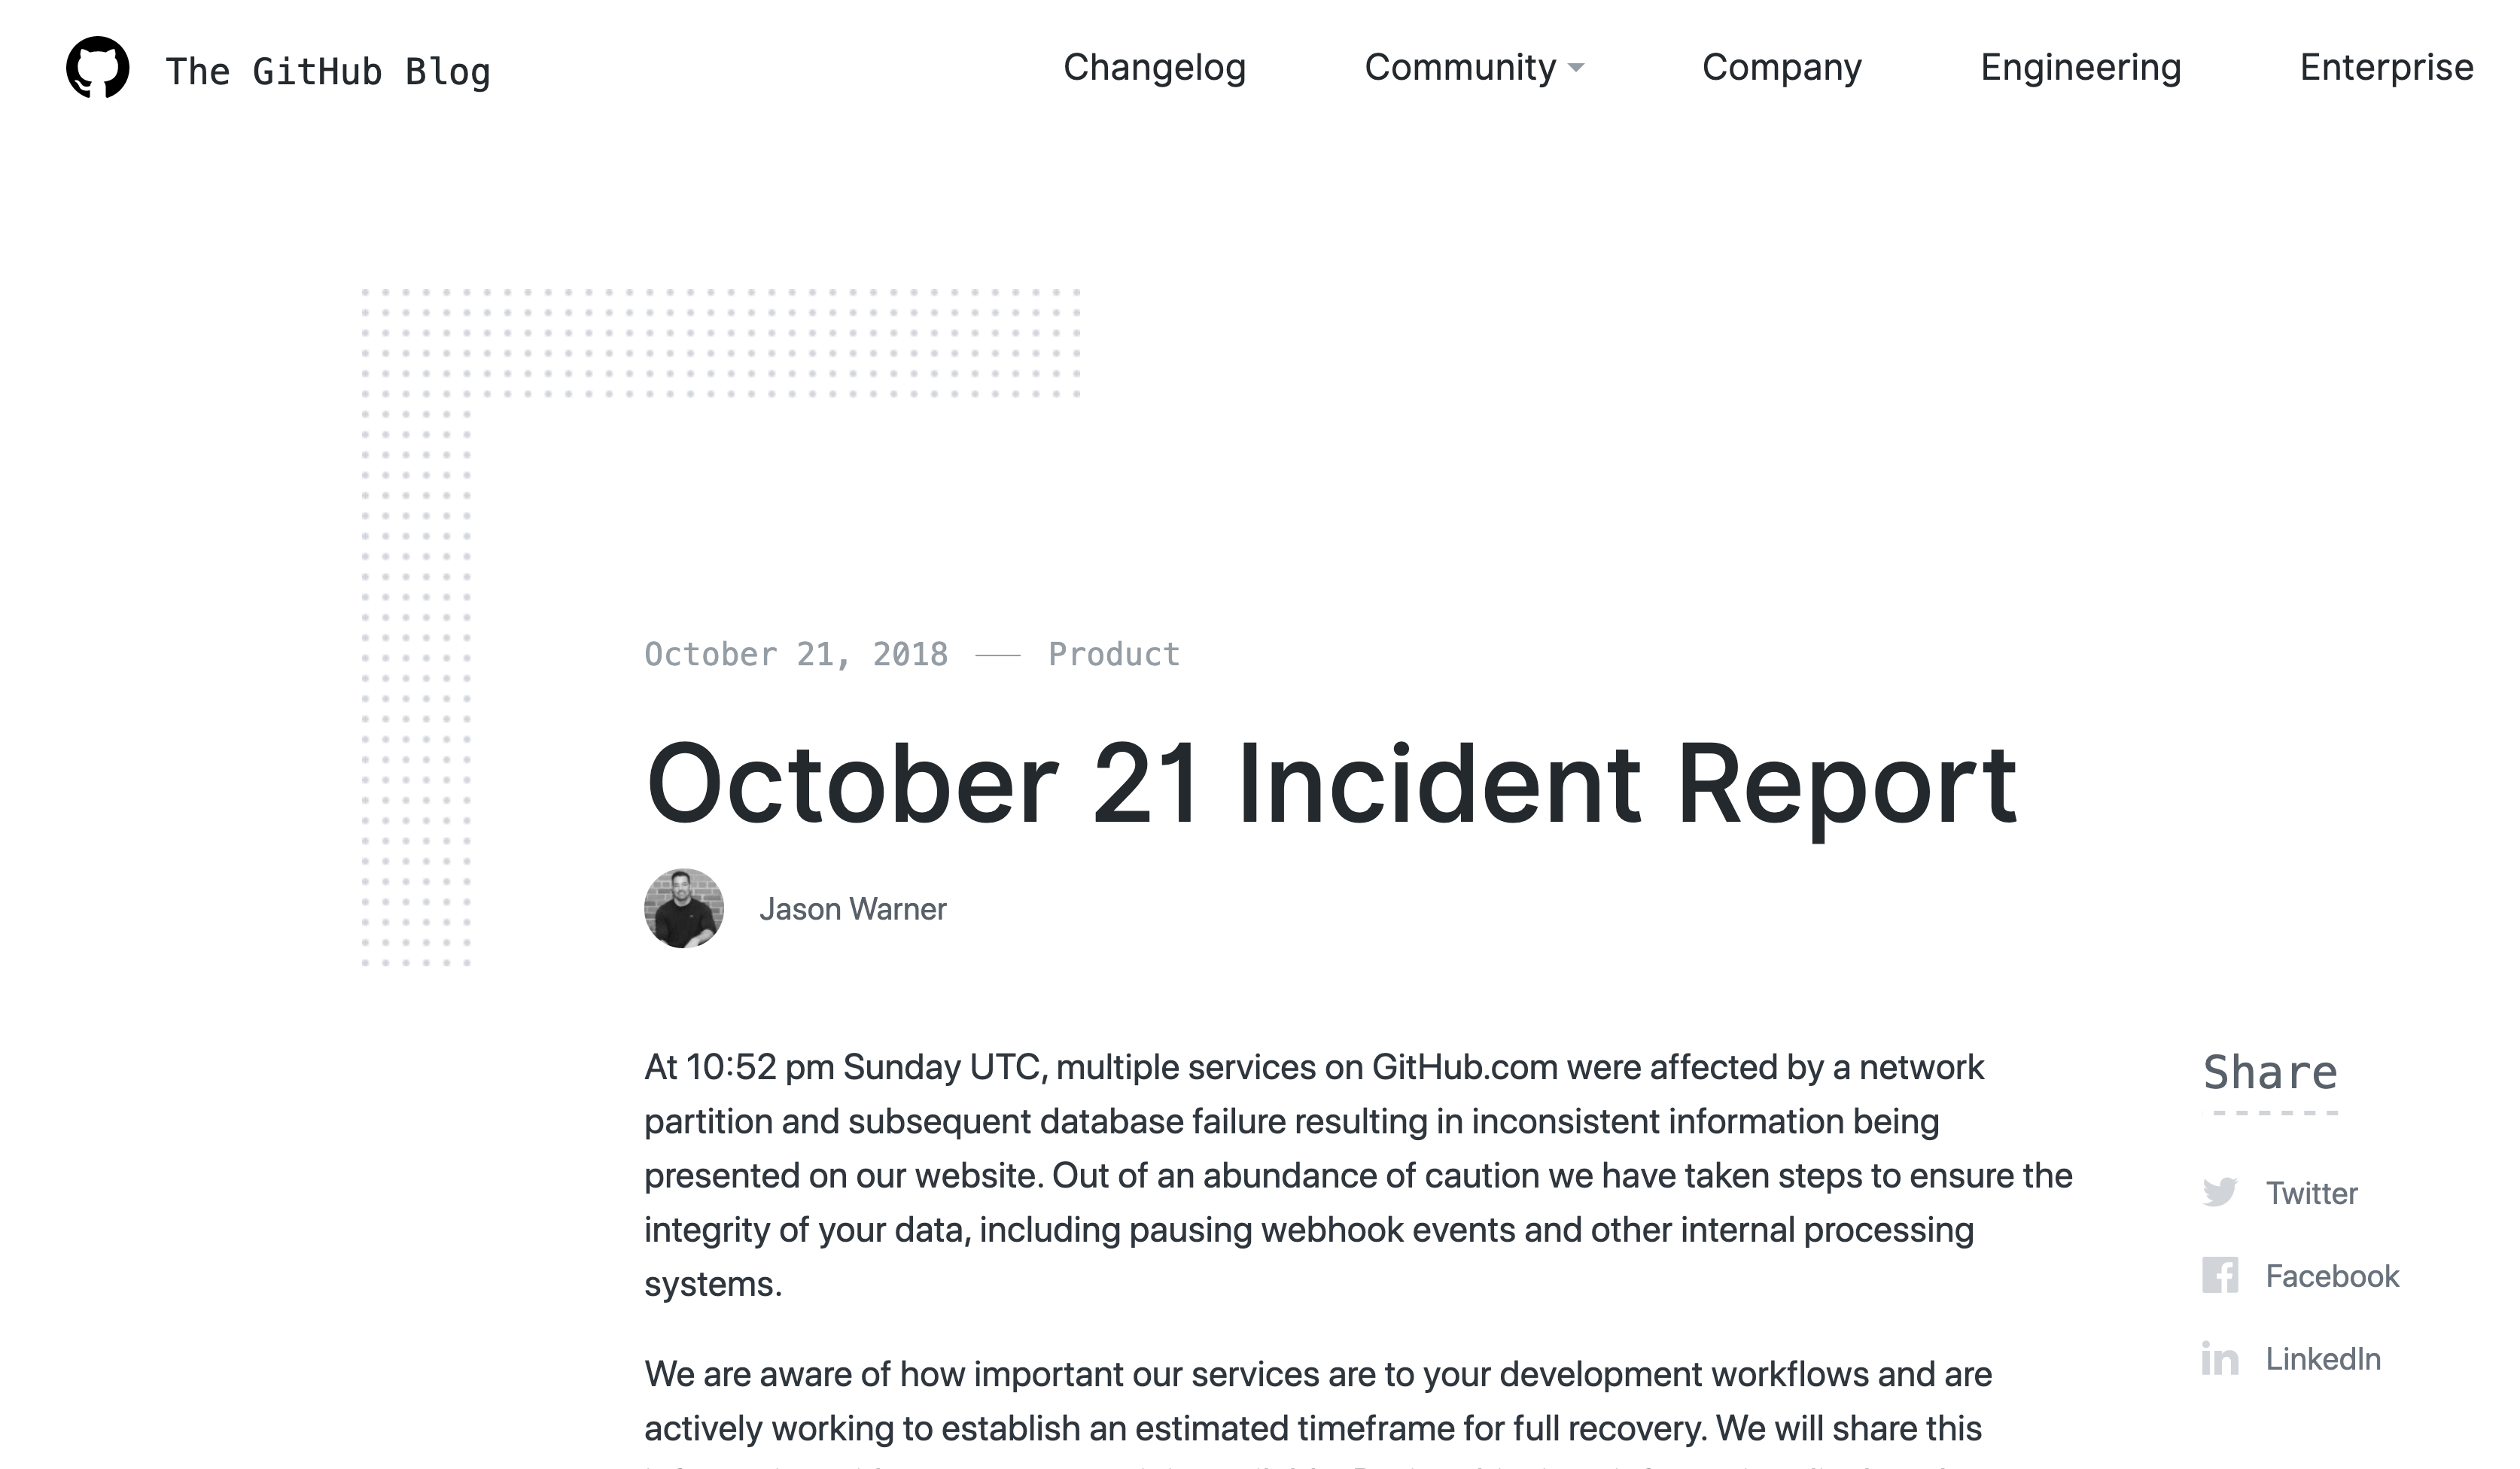 The GitHub Blog
Changelog
Community
Company
Engineering
Enterprise
October 21, 2018 — Product
October 21 Incident Report
Jason Warner
At 10:52 pm Sunday UTC, multiple services on GitHub.com were affected by a network
partition and subsequent database failure resulting in inconsistent information being
presented on our website. Out of an abundance of caution we have taken steps to ensure the
integrity of your data, including pausing webhook events and other internal processing
systems.
We are aware of how important our services are to your development workflows and are
actively working to establish an estimated timeframe for full recovery. We will share this
Share
Twitter
Facebook
LinkedIn